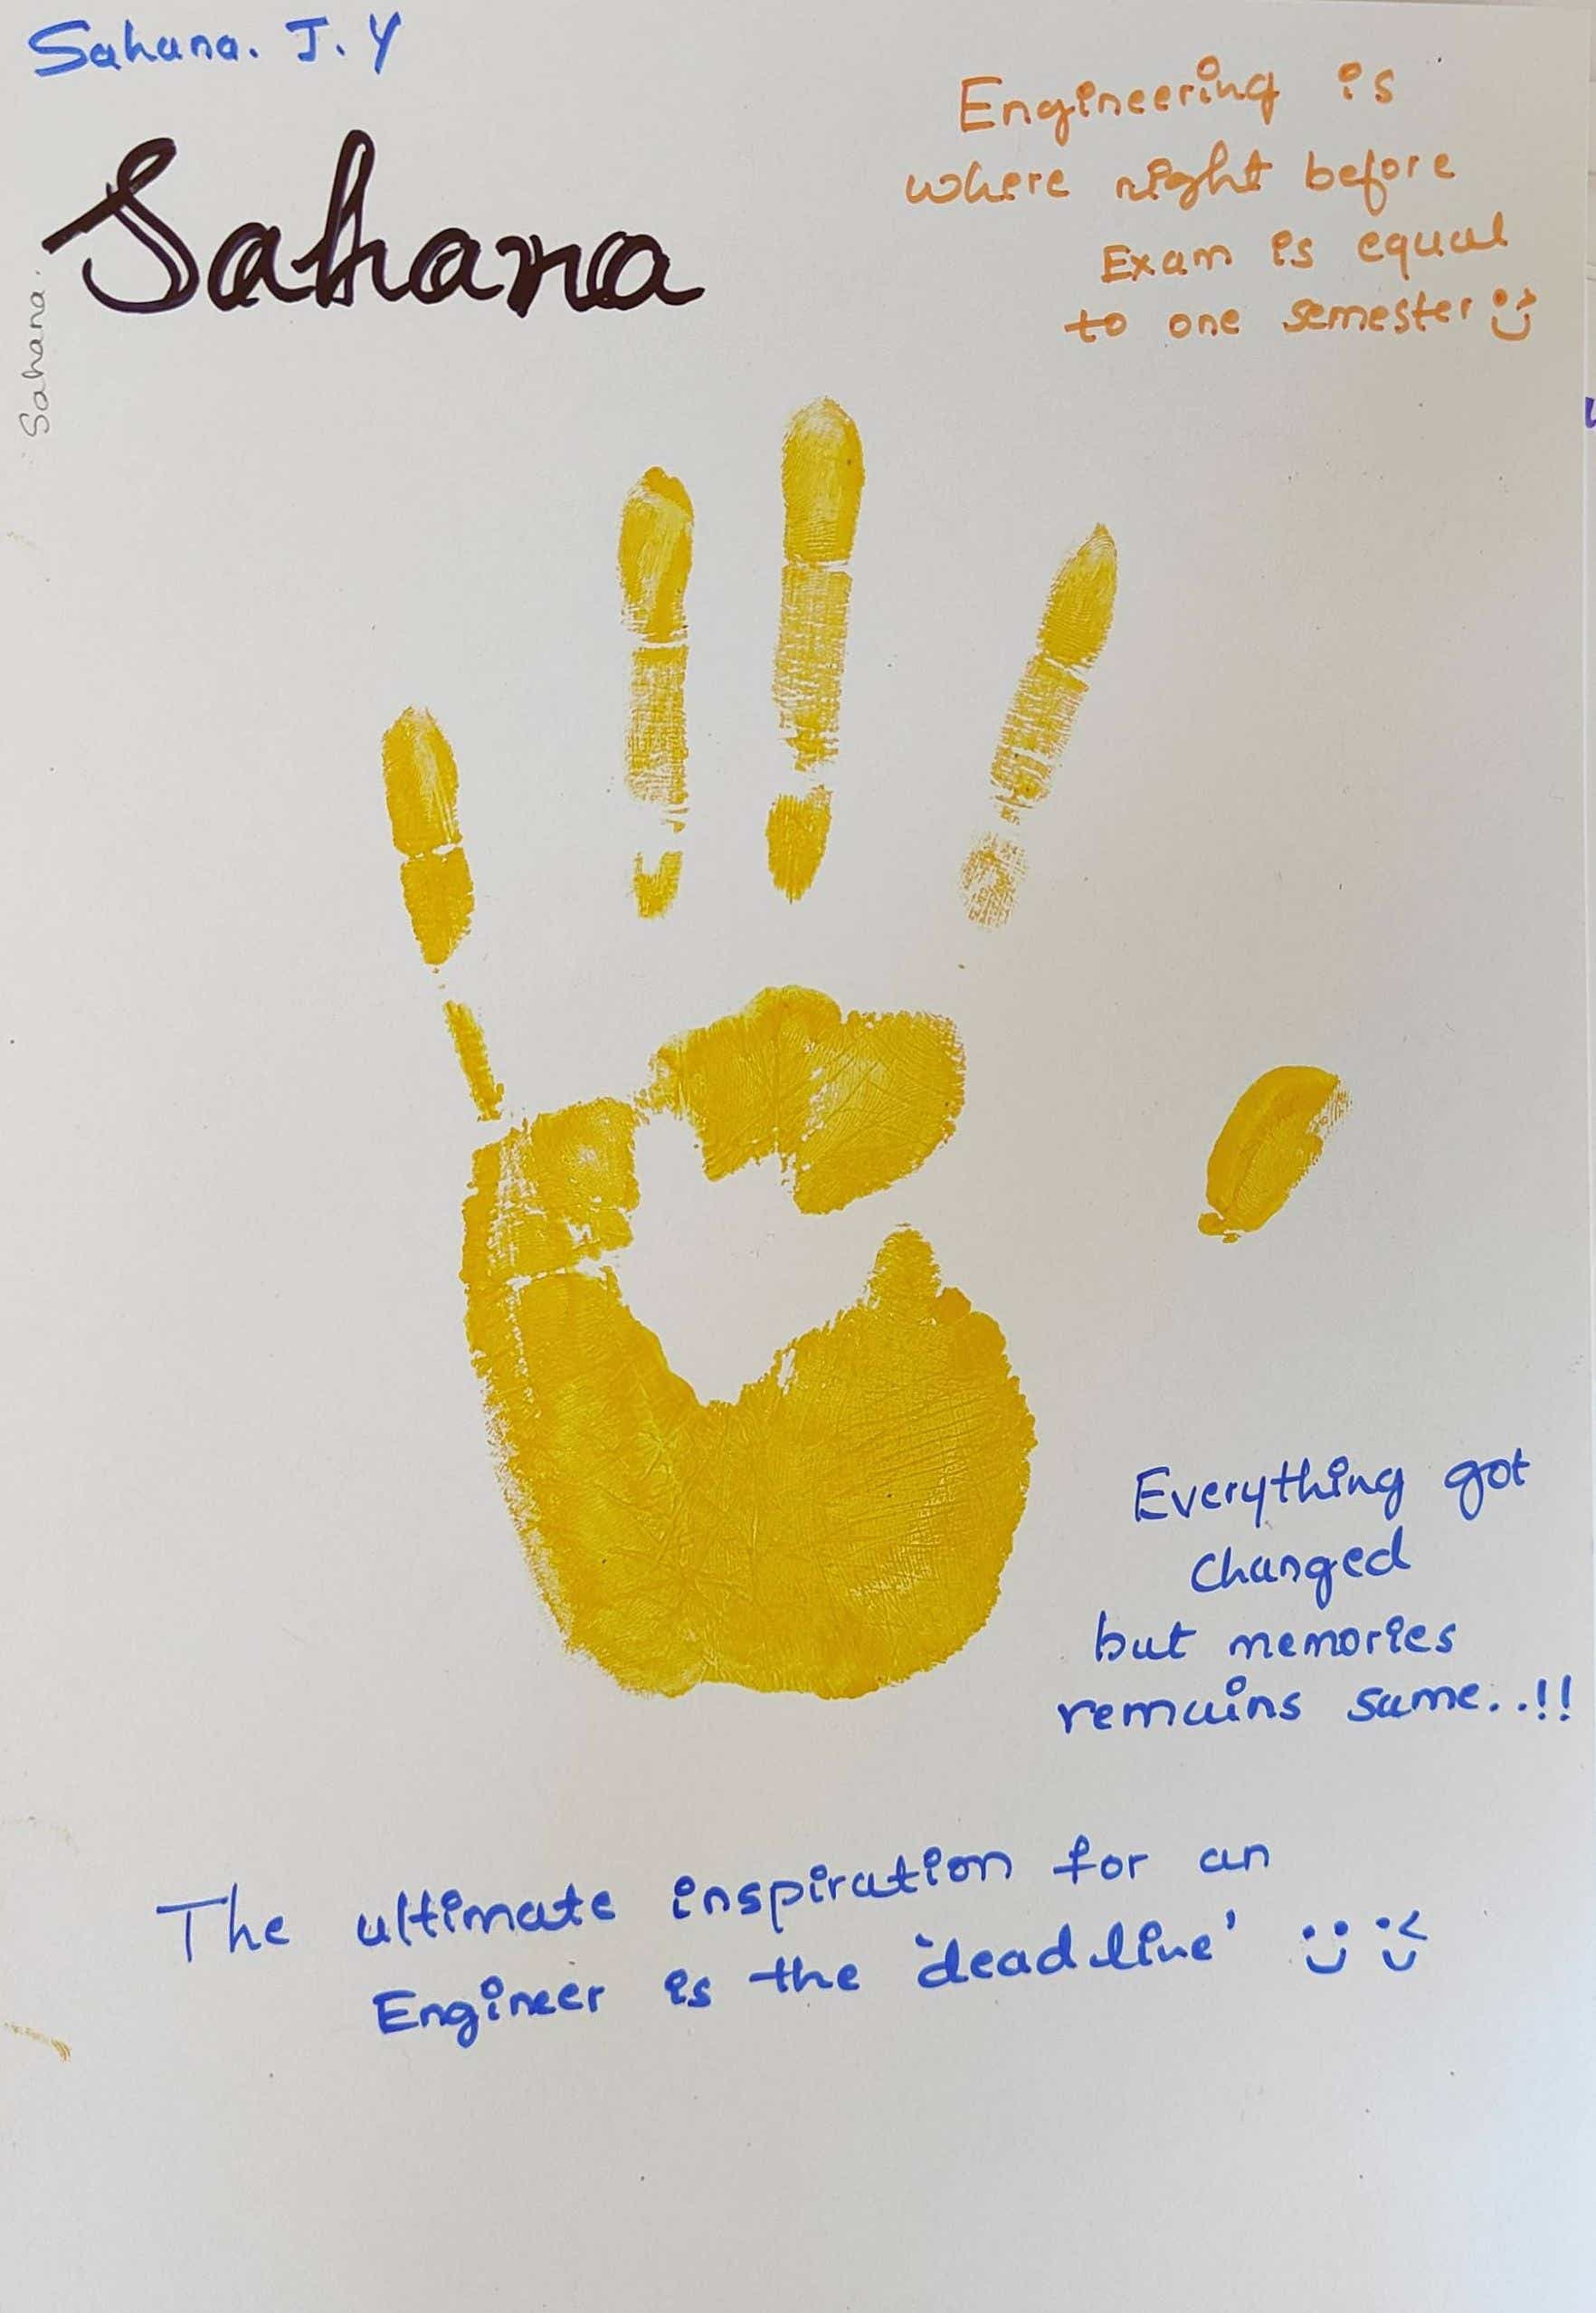 Sahana. J. Y
Sahana
Sahana.
Engineering is
where night before
Exam is equal
to one semester
Everything got
changed
but memories
remains same..!!
The ultimate inspiration for an
Engineer is the 'deadline'